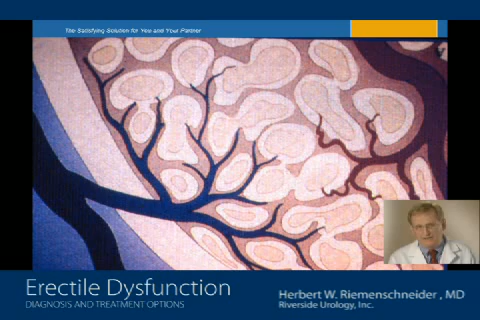 The Satisfying Solution for You and Your Partner
Erectile Dysfunction
DIAGNOSIS AND TREATMENT OPTIONS
Herbert W. Riemenschneider , MD
Riverside Urology, Inc.